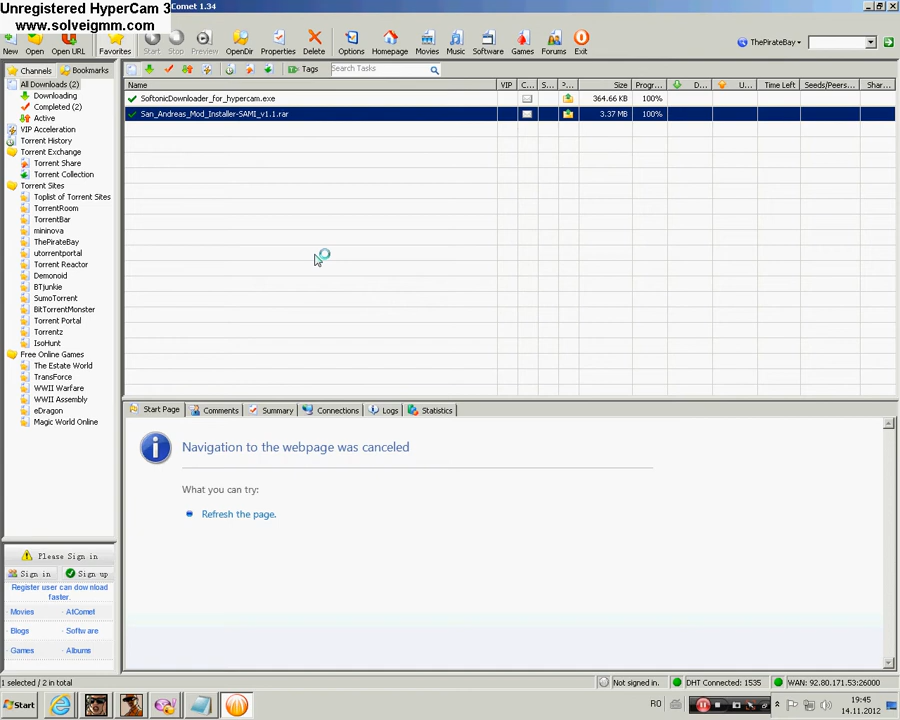 Unregistered HyperCam 3
www.solveigmm.com
Comet 1.34
New
Open
Open URL
Favorites
Start
Stop
Preview
OpenDir
Properties
Delete
Options
Homepage
Movies
Music
Software
Games
Forums
Exit
ThePirateBay
Channels
Bookmarks
Tags
Search Tasks
All Downloads (2)
Downloading
Completed (2)
Active
VIP Acceleration
Torrent History
Torrent Exchange
Torrent Share
Torrent Collection
Torrent Sites
Toplist of Torrent Sites
TorrentRoom
TorrentBar
mininova
ThePirateBay
utorrentportal
Torrent Reactor
Demonoid
BTjunkie
SumoTorrent
BitTorrentMonster
Torrent Portal
Torrentz
IsoHunt
Free Online Games
The Estate World
TransForce
WWII Warfare
WWII Assembly
eDragon
Magic World Online
Name
VIP
C...
S...
?...
Size
Progr...
D...
U...
Time Left
Seeds/Peers...
Shar...
SoftonicDownloader_for_hypercam.exe
364.66 KB
100%
San_Andreas_Mod_Installer-SAMI_v1.1.rar
3.37 MB
100%
Start Page
Comments
Summary
Connections
Logs
Statistics
Navigation to the webpage was canceled
What you can try:
Refresh the page.
Please Sign in
Sign in
Sign up
Register user can download
faster.
Movies
· AtComet
Blogs
· Software
Games
· Albums
1 selected / 2 in total
Not signed in.
DHT Connected: 1535
WAN: 92.80.171.53:26000
Start
RO
19:45
14.11.2012